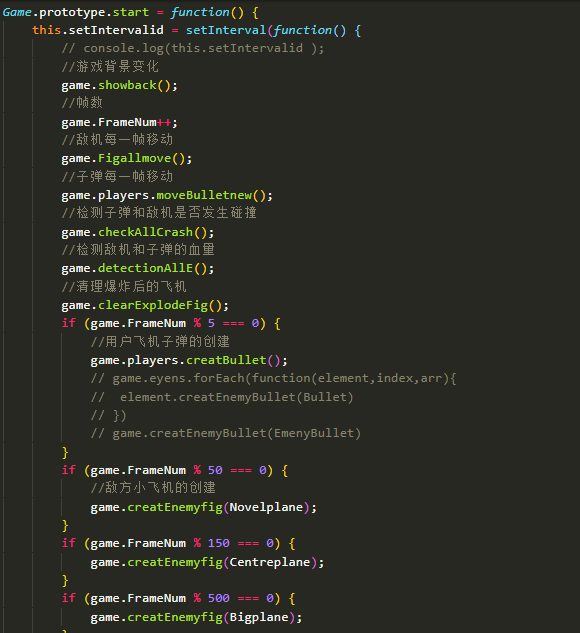 Game.prototype.start = function() {
this.setIntervalid = setInterval(function() {
// console.log(this.setIntervalid );
//游戏背景变化
game.showback();
//帧数
game.FrameNum++;
//敌机每一帧移动
game.Figallmove();
//子弹每一帧移动
game.players.moveBulletnew();
//检测子弹和敌机是否发生碰撞
game.checkAllCrash();
//检测敌机和子弹的血量
game.detectionAllE();
//清理爆炸后的飞机
game.clearExplodeFig();
if (game.FrameNum % 5 === 0) {
//用户飞机子弹的创建
game.players.creatBullet();
// game.eyens.forEach(function(element,index,arr){
//  element.creatEnemyBullet(Bullet)
// })
// game.creatEnemyBullet(EmenyBullet)
}
if (game.FrameNum % 50 === 0) {
//敌方小飞机的创建
game.creatEnemyfig(Novelplane);
}
if (game.FrameNum % 150 === 0) {
game.creatEnemyfig(Centreplane);
}
if (game.FrameNum % 500 === 0) {
game.creatEnemyfig(Bigplane);